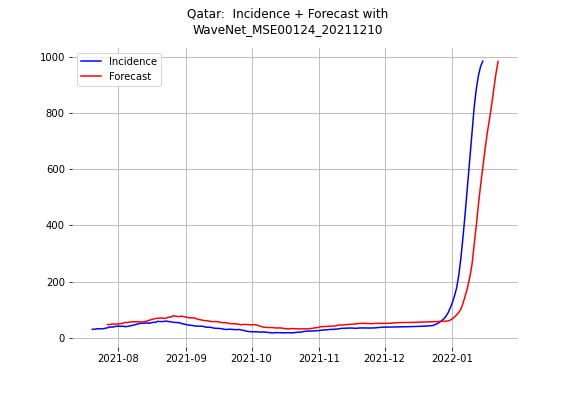 Qatar:  Incidence + Forecast with
WaveNet_MSE00124_20211210
Incidence
Forecast
1000
800
600
400
200
0
2021-08 2021-09 2021-10 2021-11 2021-12 2022-01